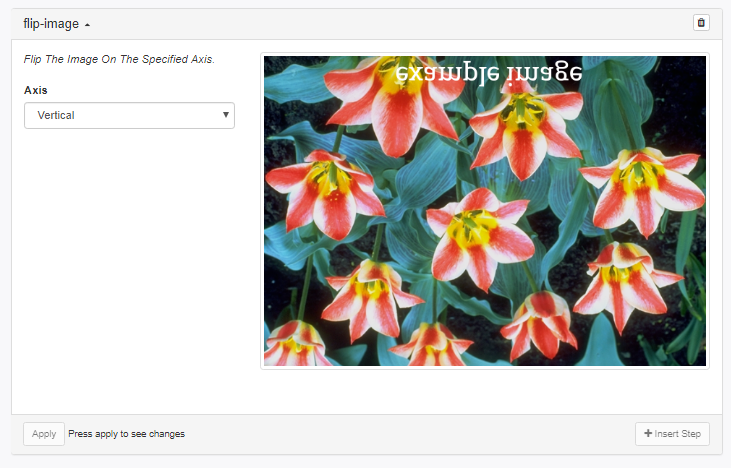 flip-image
Flip The Image On The Specified Axis.
example image
Axis
Vertical
Apply
Press apply to see changes
Insert Step